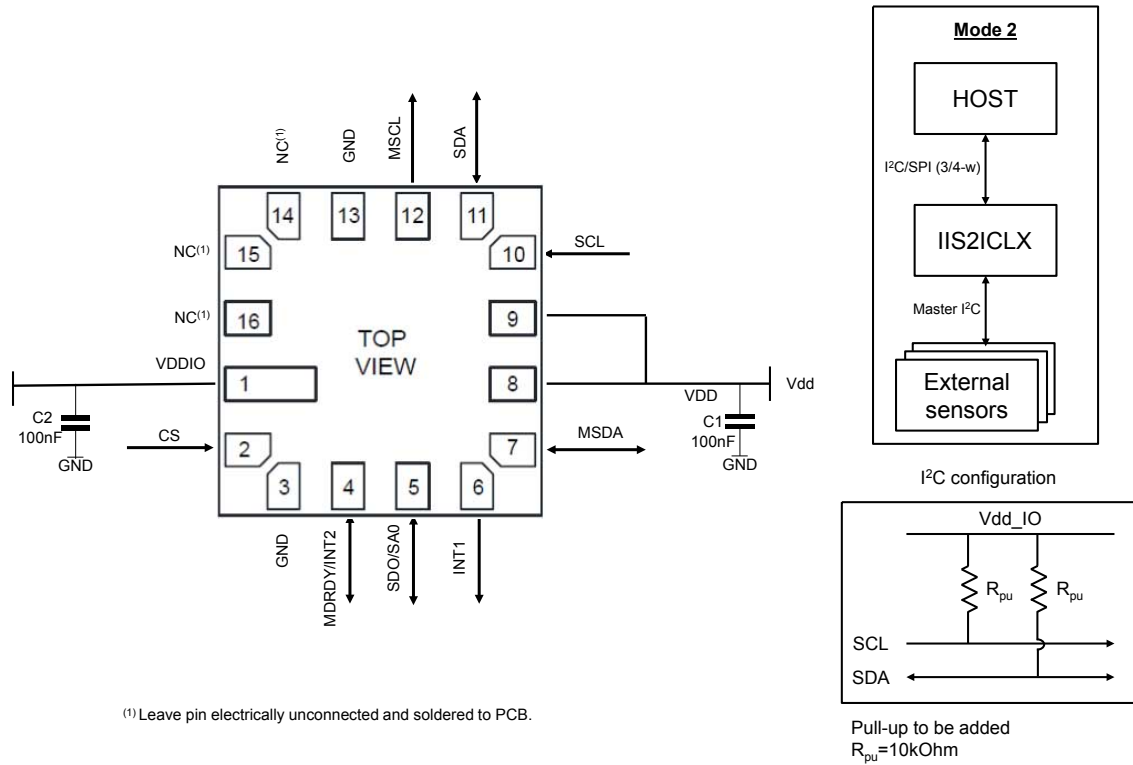 NC(1)
GND
MSCL
SDA
14
13
12
11
NC(1)
15
10
SCL
NC(1)
16
9
TOP
VIEW
VDDIO
1
8
VDD
Vdd
C2
100nF
GND
C1
100nF
GND
CS
2
7
MSDA
3
4
5
6
GND
MDRDY/INT2
SDO/SA0
INT1
(1) Leave pin electrically unconnected and soldered to PCB.
Mode 2
HOST
I²C/SPI (3/4-w)
IIS2ICLX
Master I²C
External
sensors
I²C configuration
Vdd_IO
Rpu
Rpu
SCL
SDA
Pull-up to be added
Rpu=10kOhm